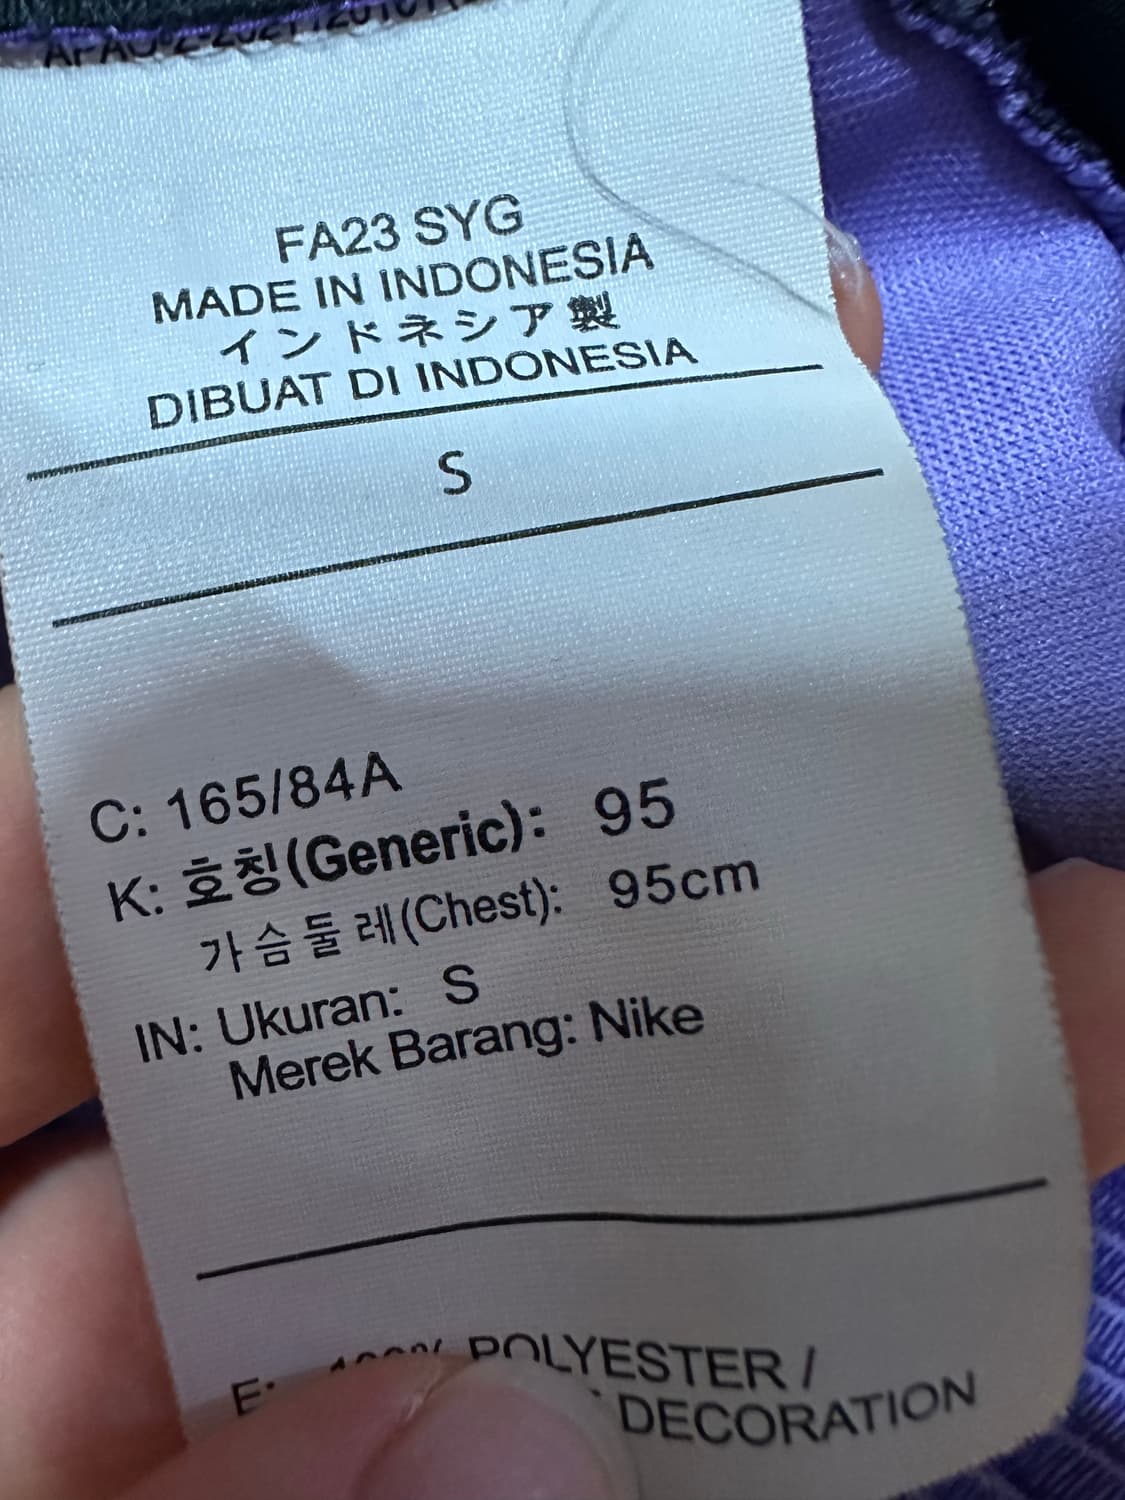 FA23 SYG
MADE IN INDONESIA
インドネシア製
DIBUAT DI INDONESIA
S
C: 165/84A
K: 호칭(Generic): 95
가슴둘레(Chest): 95cm
IN: Ukuran: S
Merek Barang: Nike
E: 100% POLYESTER /
DECORATION